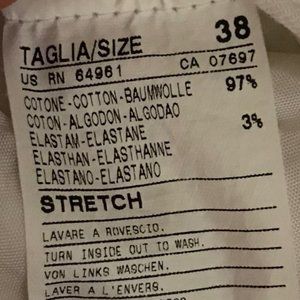 TAGLIA/SIZE 38
US RN 64961 CA 07697
COTONE-COTTON-BAUMWOLLE 97%
COTON-ALGODON-ALGODAO
ELASTAM-ELASTANE 3%
ELASTHAN-ELASTHANNE
ELASTANO-ELASTANO
STRETCH
LAVARE A ROVESCIO.
TURN INSIDE OUT TO WASH.
VON LINKS WASCHEN.
LAVER A L'ENVERS.